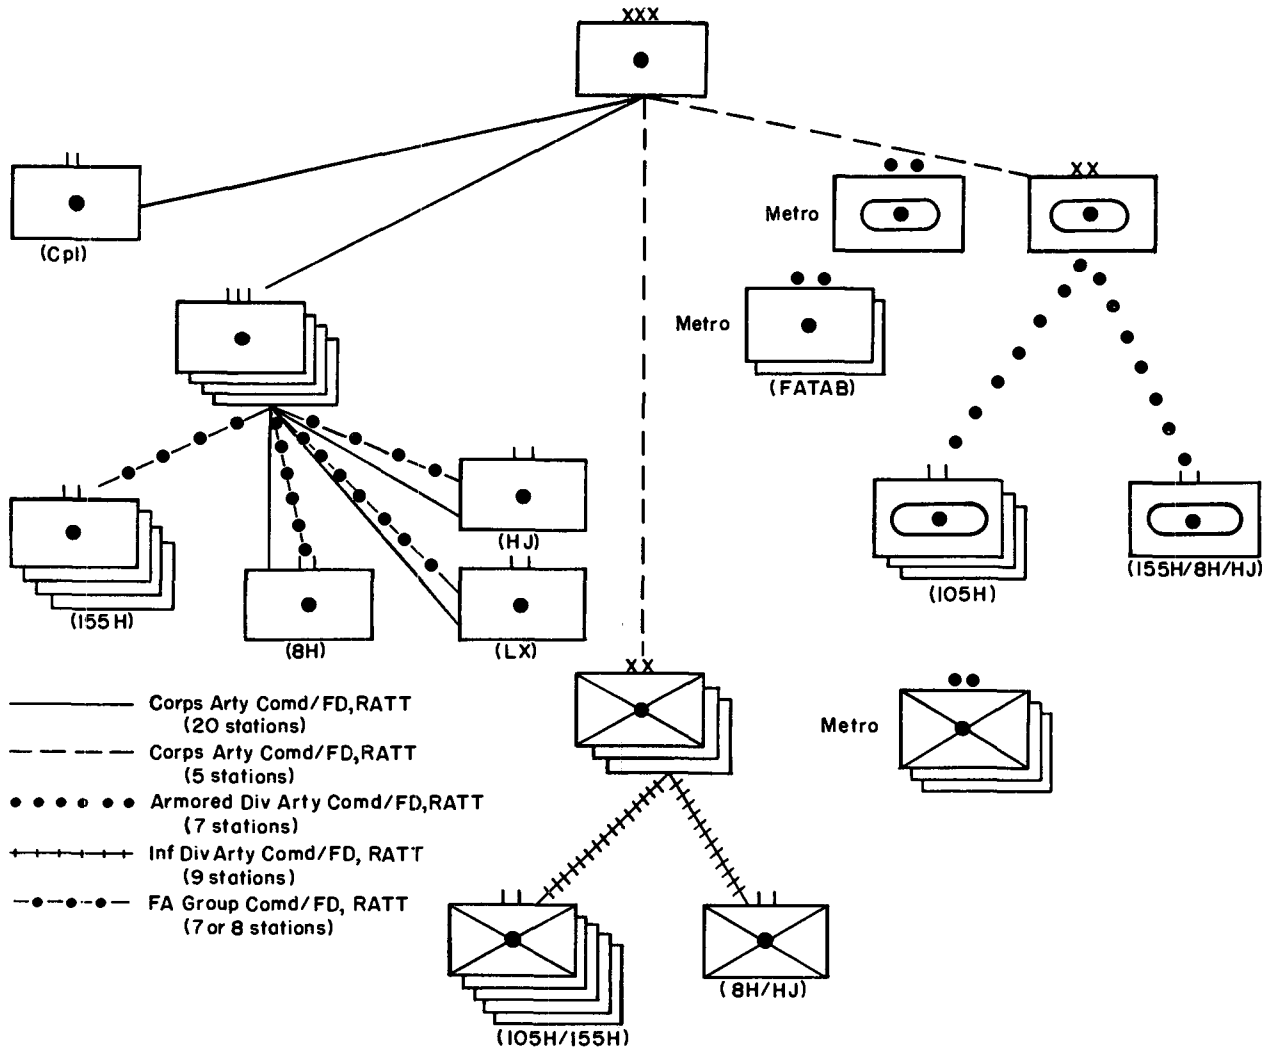 XXX
(Cpl)
Metro
XX
Metro
(FATAB)
(HJ)
(155H)
(8H)
(LX)
(105H)
(155H/8H/HJ)
XX
Metro
Corps Arty Comd/FD, RATT
(20 stations)
Corps Arty Comd/FD, RATT
(5 stations)
Armored Div Arty Comd/FD, RATT
(7 stations)
Inf Div Arty Comd/FD, RATT
(9 stations)
FA Group Comd/FD, RATT
(7 or 8 stations)
(8H/HJ)
(105H/155H)